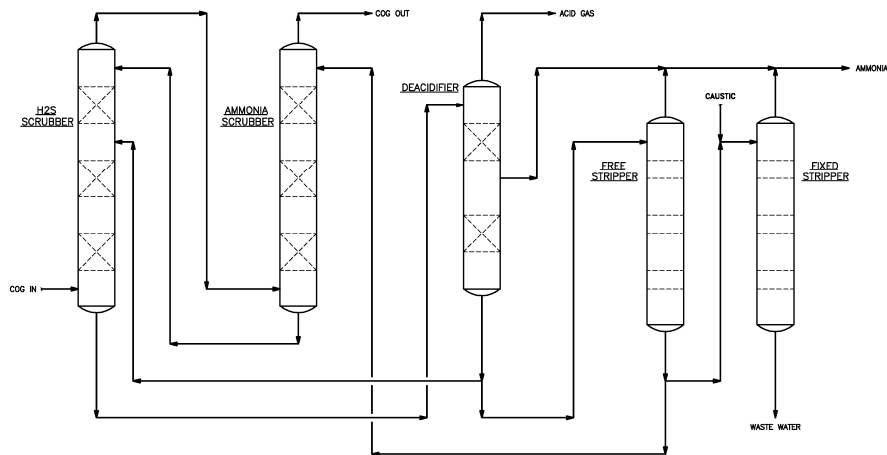 COG OUT
ACID GAS
DEACIDIFIER
AMMONIA
H2S
SCRUBBER
AMMONIA
SCRUBBER
CAUSTIC
FREE
STRIPPER
FIXED
STRIPPER
COG IN
WASTE WATER